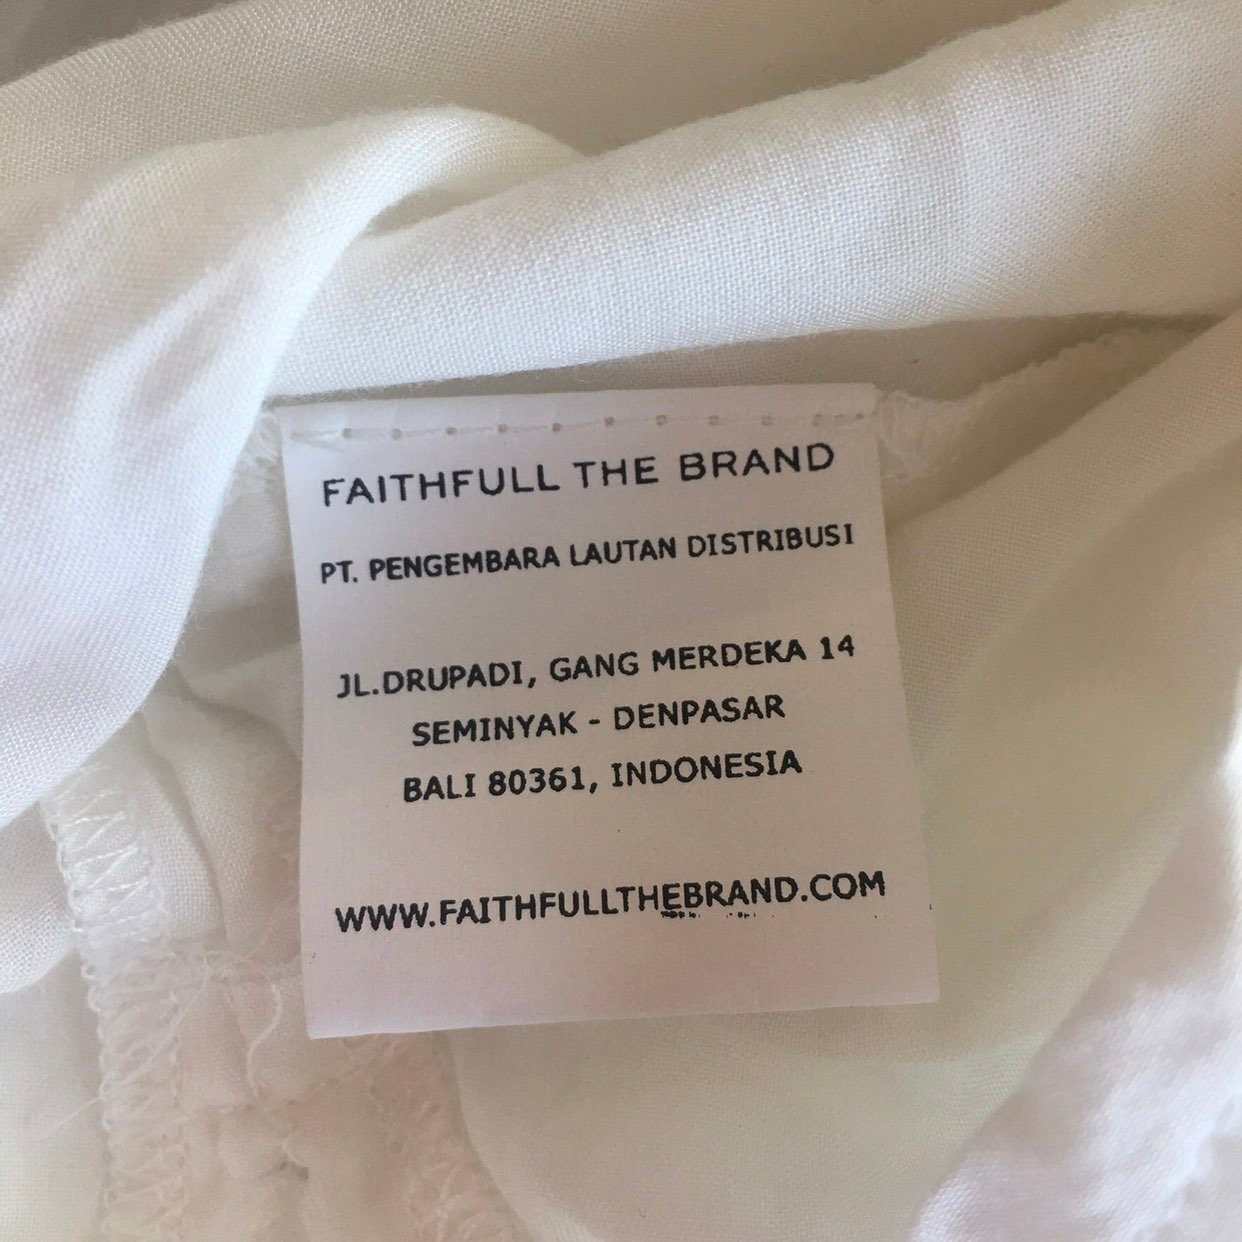 FAITHFULL THE BRAND
PT. PENGEMBARA LAUTAN DISTRIBUSI
JL.DRUPADI, GANG MERDEKA 14
SEMINYAK - DENPASAR
BALI 80361, INDONESIA
WWW.FAITHFULLTHEBRAND.COM